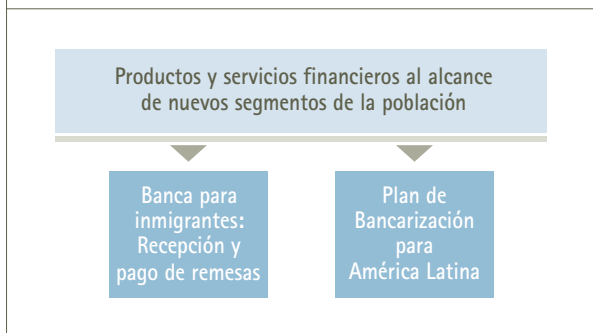 Productos y servicios financieros al alcance
de nuevos segmentos de la población
Banca para
inmigrantes:
Recepción y
pago de remesas
Plan de
Bancarización
para
América Latina